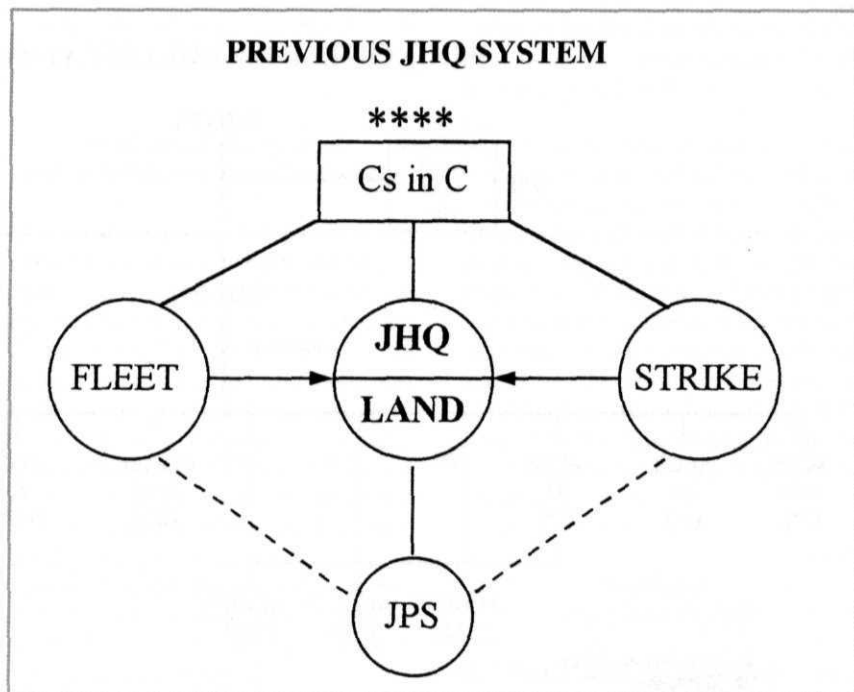 PREVIOUS JHQ SYSTEM
****
Cs in C
FLEET
JHQ
LAND
STRIKE
JPS